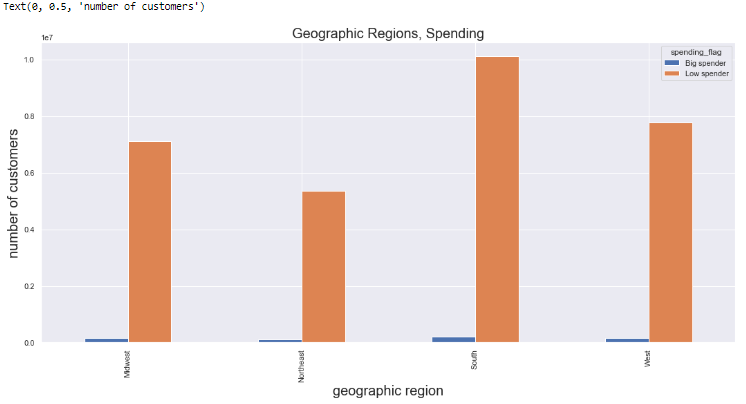 Text(0, 0.5, 'number of customers')
Geographic Regions, Spending
1e7
spending_flag
Big spender
Low spender
1.0
0.8
0.6
0.4
0.2
0.0
number of customers
Midwest
Northeast
South
West
geographic region